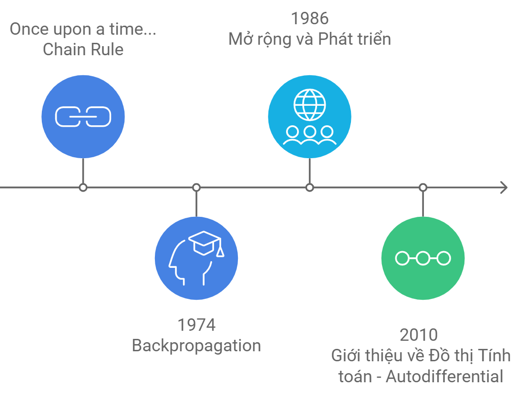 Once upon a time...
Chain Rule
1974
Backpropagation
1986
Mở rộng và Phát triển
2010
Giới thiệu về Đồ thị Tính
toán - Autodifferential